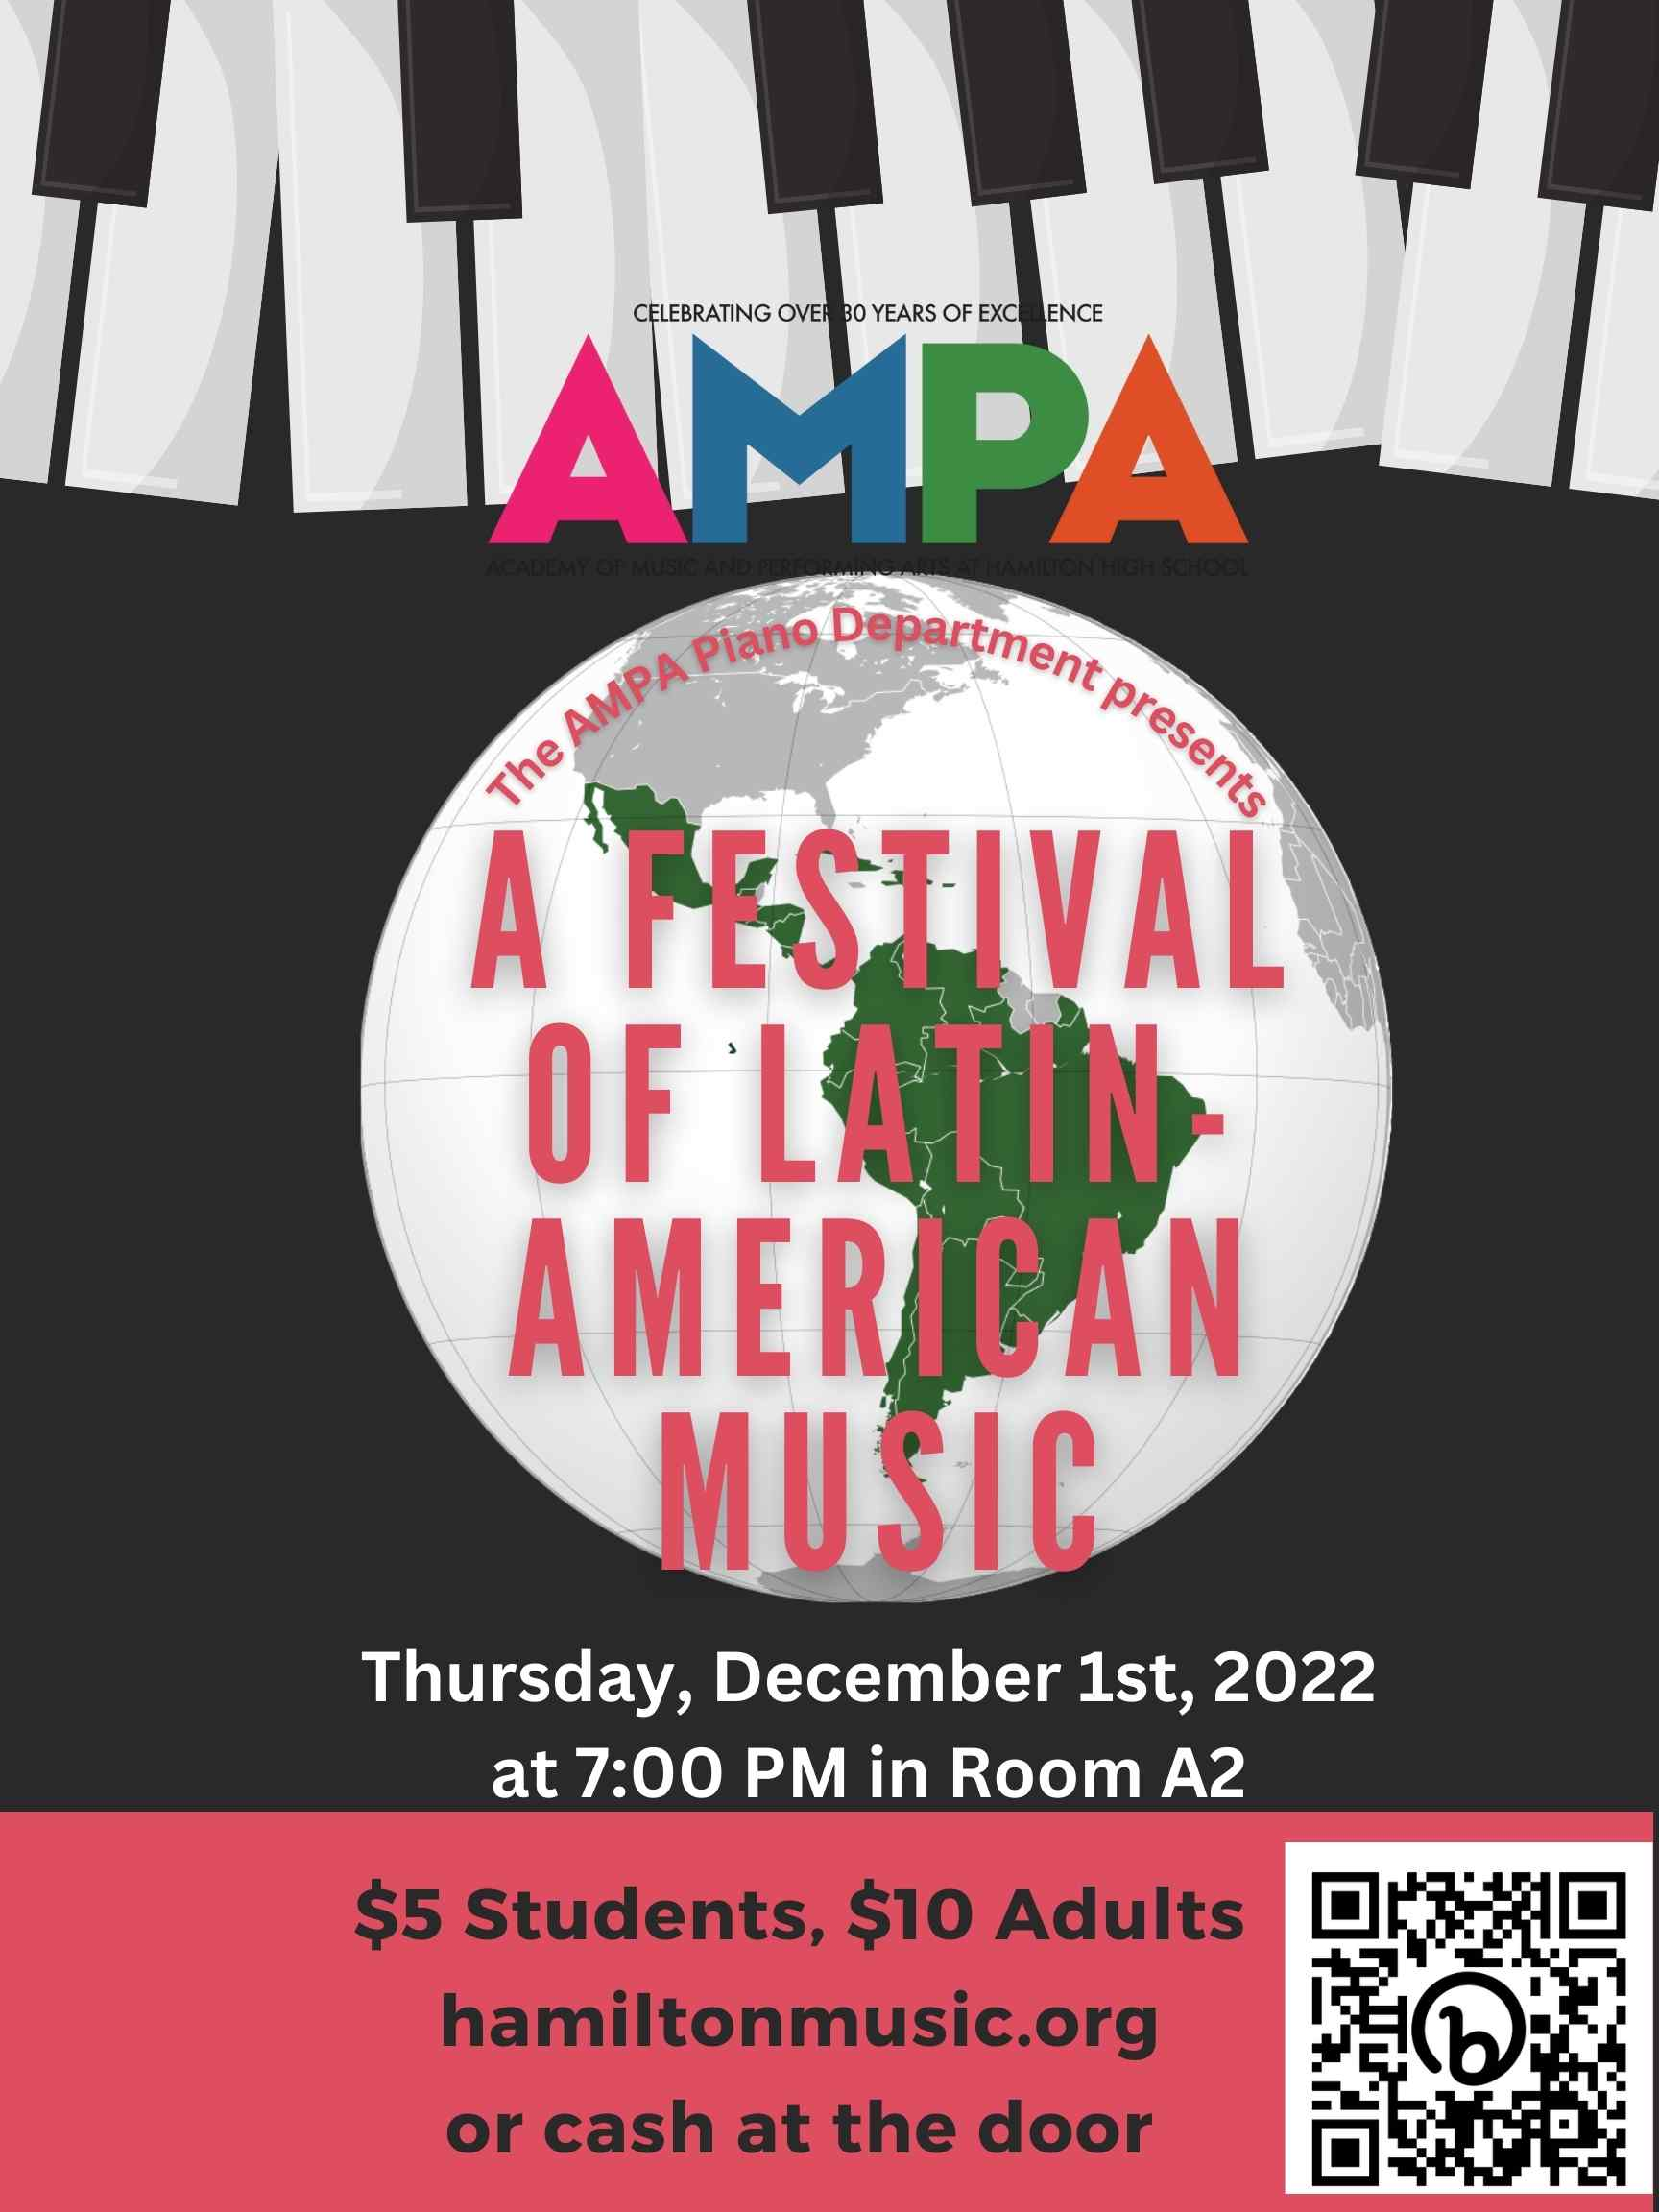 CELEBRATING OVER 30 YEARS OF EXCELLENCE
AMPA
ACADEMY OF MUSIC AND PERFORMING ARTS AT HAMILTON HIGH SCHOOL
The AMPA Piano Department presents
A FESTIVAL
OF LATIN-
AMERICAN
MUSIC
Thursday, December 1st, 2022
at 7:00 PM in Room A2
$5 Students, $10 Adults
hamiltonmusic.org
or cash at the door
b